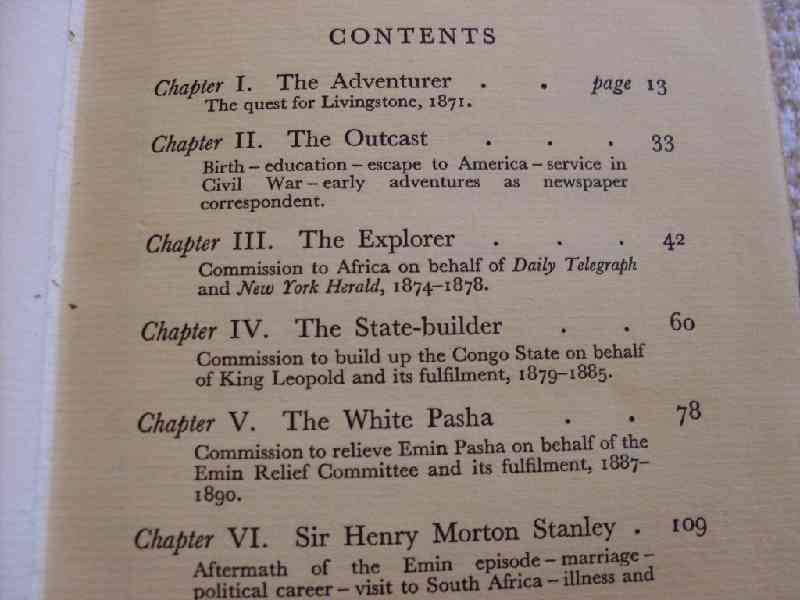 CONTENTS
Chapter I. The Adventurer . . page 13
The quest for Livingstone, 1871.
Chapter II. The Outcast . . . 33
Birth – education – escape to America – service in
Civil War – early adventures as newspaper
correspondent.
Chapter III. The Explorer . . . 42
Commission to Africa on behalf of Daily Telegraph
and New York Herald, 1874–1878.
Chapter IV. The State-builder . . 60
Commission to build up the Congo State on behalf
of King Leopold and its fulfilment, 1879–1885.
Chapter V. The White Pasha . . 78
Commission to relieve Emin Pasha on behalf of the
Emin Relief Committee and its fulfilment, 1887–
1890.
Chapter VI. Sir Henry Morton Stanley . 109
Aftermath of the Emin episode – marriage –
political career – visit to South Africa – illness and